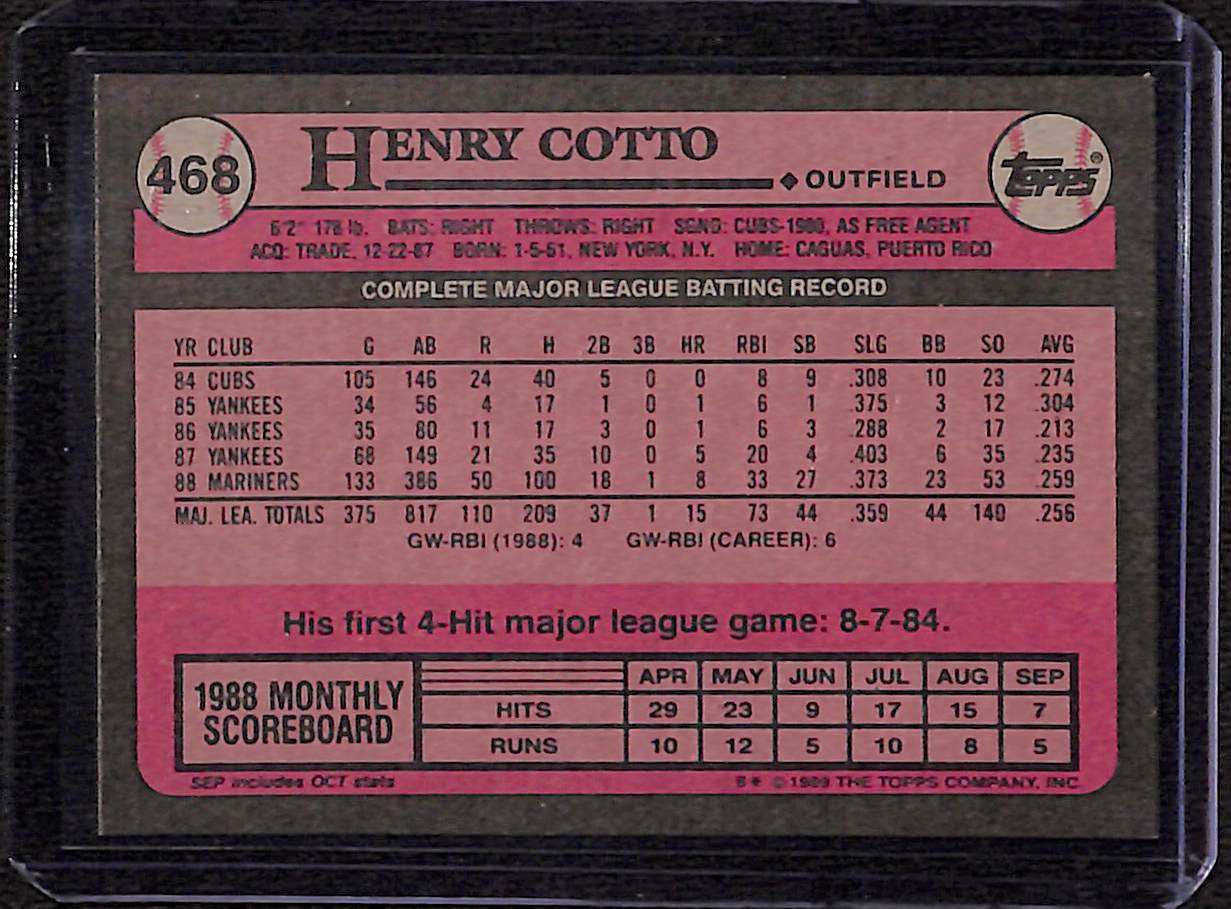 468
HENRY COTTO
◆ OUTFIELD
TOPPS®
6'2" 178 lb. BATS: RIGHT THROWS: RIGHT SGND: CUBS-1980, AS FREE AGENT
ACQ: TRADE, 12-22-87 BORN: 1-5-61, NEW YORK, N.Y. HOME: CAGUAS, PUERTO RICO
COMPLETE MAJOR LEAGUE BATTING RECORD
YR CLUB G AB R H 2B 3B HR RBI SB SLG BB SO AVG
84 CUBS 105 146 24 40 5 0 0 8 9 .308 10 23 .274
85 YANKEES 34 56 4 17 1 0 1 6 1 .375 3 12 .304
86 YANKEES 35 80 11 17 3 0 1 6 3 .288 2 17 .213
87 YANKEES 68 149 21 35 10 0 5 20 4 .403 6 35 .235
88 MARINERS 133 386 50 100 18 1 8 33 27 .373 23 53 .259
MAJ. LEA. TOTALS 375 817 110 209 37 1 15 73 44 .359 44 140 .256
GW-RBI (1988): 4 GW-RBI (CAREER): 6
His first 4-Hit major league game: 8-7-84.
1988 MONTHLY
SCOREBOARD
APR MAY JUN JUL AUG SEP
HITS 29 23 9 17 15 7
RUNS 10 12 5 10 8 5
SEP includes OCT stats
B* ©1989 THE TOPPS COMPANY, INC